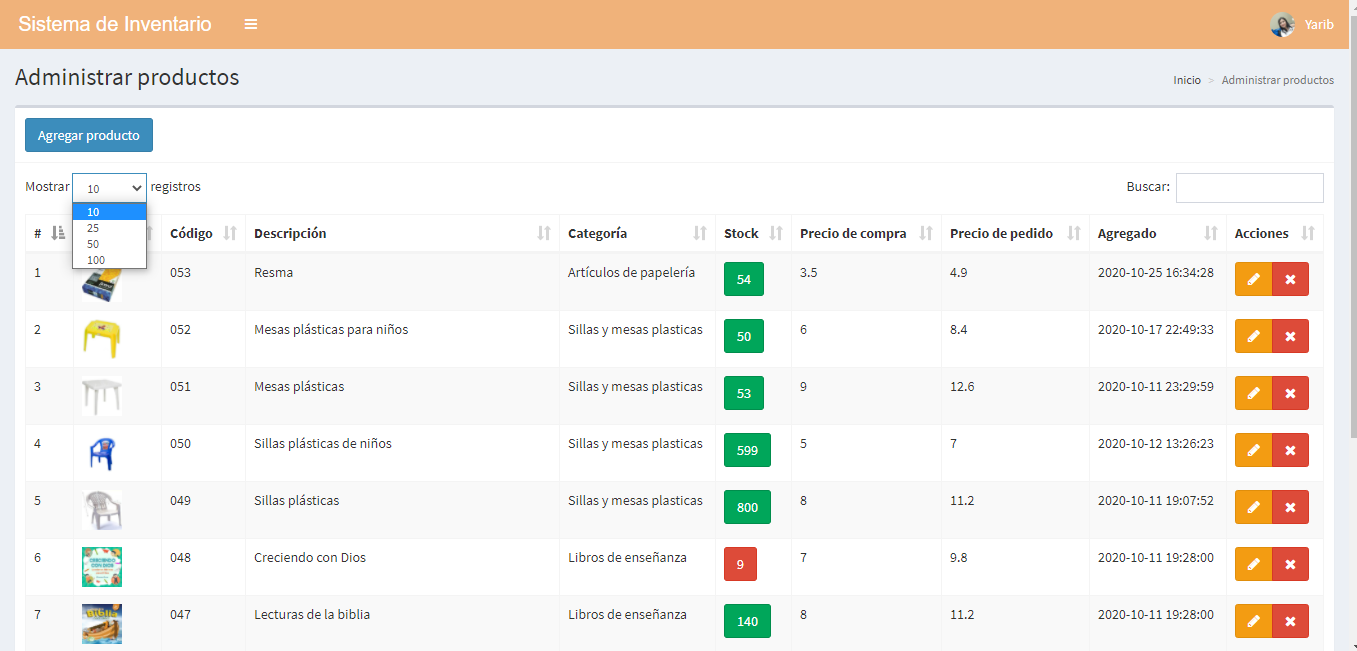 Sistema de Inventario Yarib
Administrar productos Inicio > Administrar productos
Agregar producto
Mostrar 10 registros Buscar:
10
25
50
100
# Código Descripción Categoría Stock Precio de compra Precio de pedido Agregado Acciones
1 053 Resma Artículos de papelería 54 3.5 4.9 2020-10-25 16:34:28
2 052 Mesas plásticas para niños Sillas y mesas plasticas 50 6 8.4 2020-10-17 22:49:33
3 051 Mesas plásticas Sillas y mesas plasticas 53 9 12.6 2020-10-11 23:29:59
4 050 Sillas plásticas de niños Sillas y mesas plasticas 599 5 7 2020-10-12 13:26:23
5 049 Sillas plásticas Sillas y mesas plasticas 800 8 11.2 2020-10-11 19:07:52
CRECIENDO
CON DIOS
6 048 Creciendo con Dios Libros de enseñanza 9 7 9.8 2020-10-11 19:28:00
Biblia
7 047 Lecturas de la biblia Libros de enseñanza 140 8 11.2 2020-10-11 19:28:00